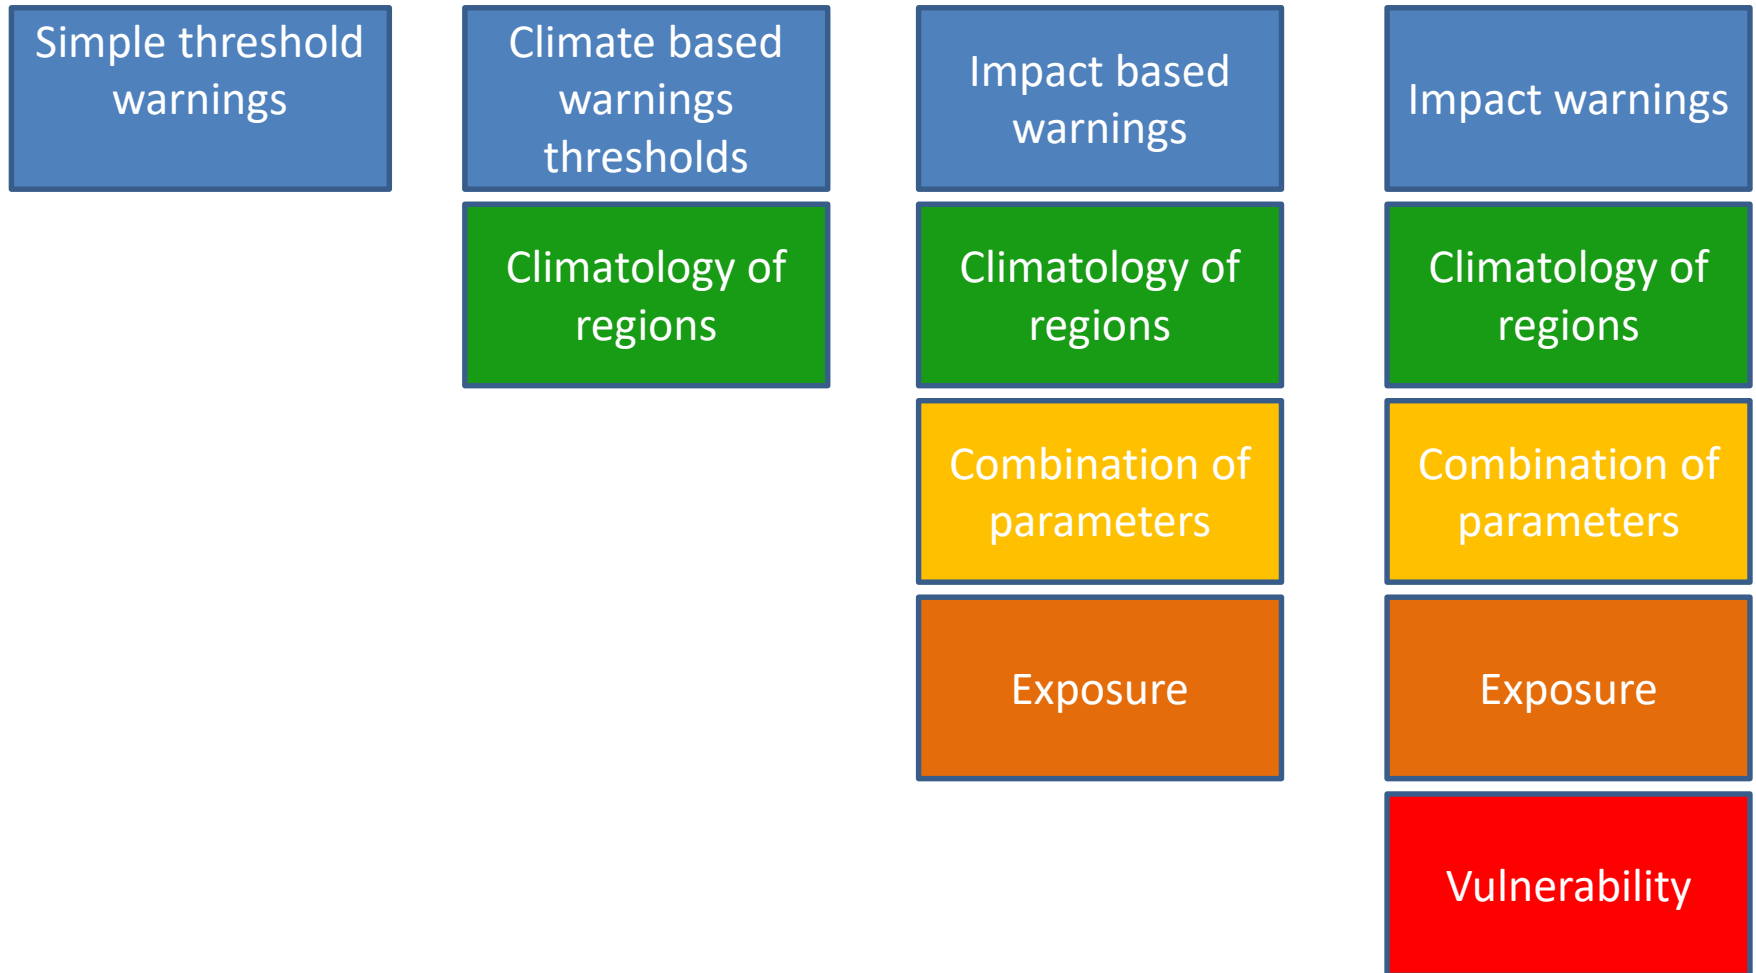 Simple threshold
warnings
Climate based
warnings
thresholds
Impact based
warnings
Impact warnings
Climatology of
regions
Climatology of
regions
Climatology of
regions
Combination of
parameters
Combination of
parameters
Exposure
Exposure
Vulnerability